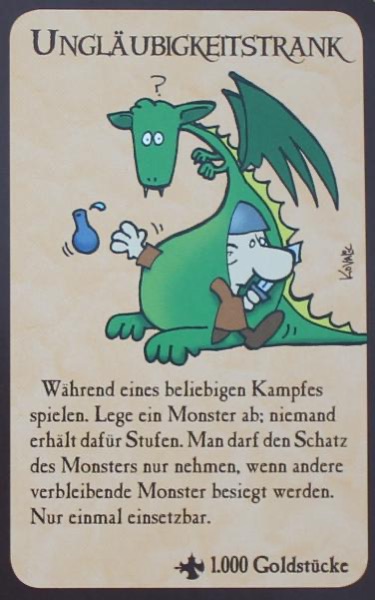 UNGLÄUBIGKEITSTRANK
?
KOVALIC
Während eines beliebigen Kampfes
spielen. Lege ein Monster ab; niemand
erhält dafür Stufen. Man darf den Schatz
des Monsters nur nehmen, wenn andere
verbleibende Monster besiegt werden.
Nur einmal einsetzbar.
1.000 Goldstücke